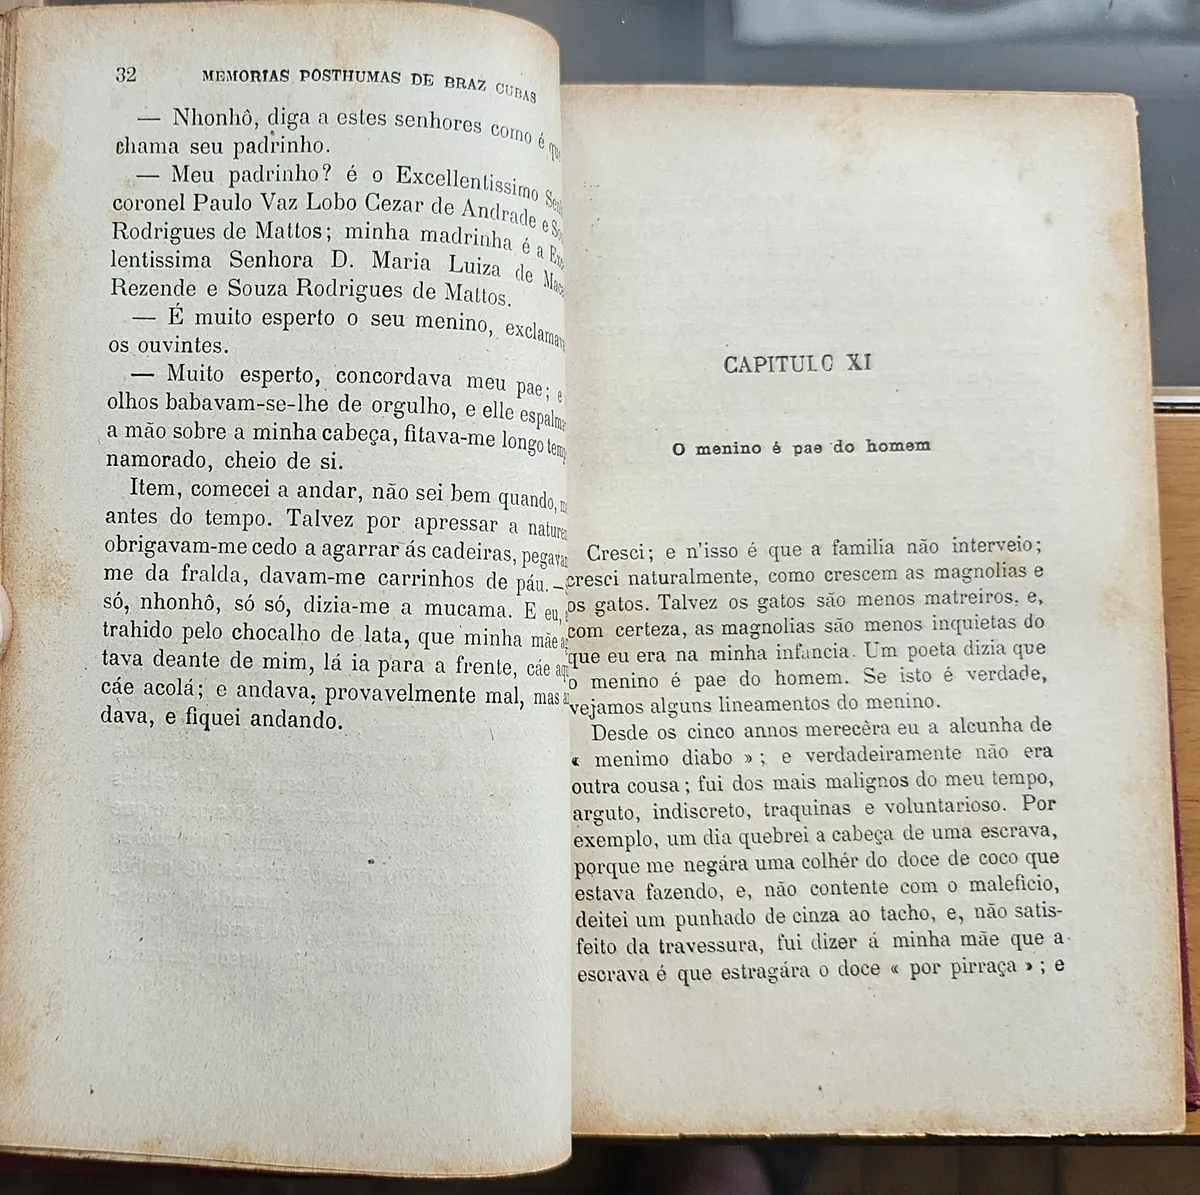 32 MEMORIAS POSTHUMAS DE BRAZ CUBAS
— Nhonhô, diga a estes senhores como é que
chama seu padrinho.
— Meu padrinho? é o Excellentissimo
coronel Paulo Vaz Lobo Cezar de Andrade e
Rodrigues de Mattos; minha madrinha é a
lentissima Senhora D. Maria Luiza de
Rezende e Souza Rodrigues de Mattos.
— É muito esperto o seu menino, exclamava
os ouvintes.
— Muito esperto, concordava meu pae; e
olhos babavam-se-lhe de orgulho, e elle
a mão sobre a minha cabeça, fitava-me longo
namorado, cheio de si.
Item, comecei a andar, não sei bem quando,
antes do tempo. Talvez por apressar a
obrigavam-me cedo a agarrar ás cadeiras,
me da fralda, davam-me carrinhos de páu. —
só, nhonhô, só só, dizia-me a mucama. E eu,
trahido pelo chocalho de lata, que minha mãe
tava deante de mim, lá ia para a frente, cáe
cáe acolá; e andava, provavelmente mal, mas
dava, e fiquei andando.
CAPITULO XI
O menino é pae do homem
Cresci; e n'isso é que a familia não interveio;
cresci naturalmente, como crescem as magnolias e
os gatos. Talvez os gatos são menos matreiros, e,
com certeza, as magnolias são menos inquietas do
que eu era na minha infancia. Um poeta dizia que
o menino é pae do homem. Se isto é verdade,
vejamos alguns lineamentos do menino.
Desde os cinco annos merecêra eu a alcunha de
« menimo diabo » ; e verdadeiramente não era
outra cousa ; fui dos mais malignos do meu tempo,
arguto, indiscreto, traquinas e voluntarioso. Por
exemplo, um dia quebrei a cabeça de uma escrava,
porque me negára uma colhér do doce de coco que
estava fazendo, e, não contente com o maleficio,
deitei um punhado de cinza ao tacho, e, não satis-
feito da travessura, fui dizer á minha mãe que a
escrava é que estragára o doce « por pirraça » ; e